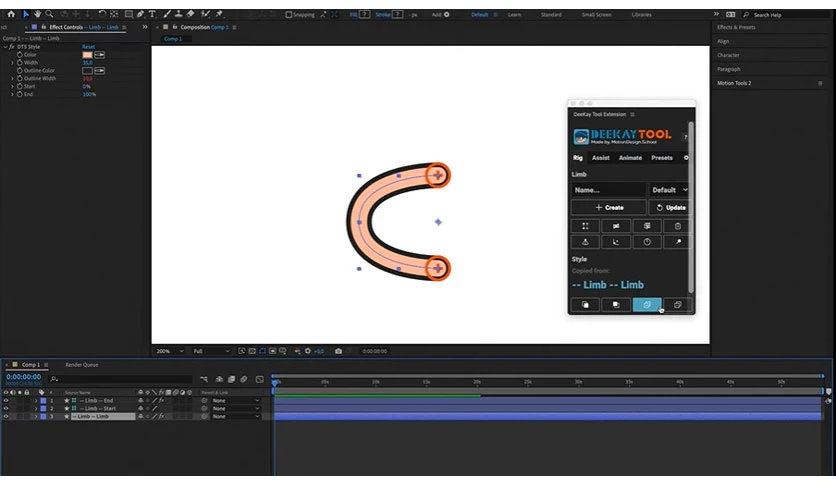 Snapping
Fill
?
Stroke
?
px
Add
Default
Learn
Standard
Small Screen
Libraries
Search Help
Effect Controls -- Limb -- Limb
Comp 1 -- Limb -- Limb
fx DTS Style
Reset
Color
Width
Outline Color
Outline Width
Start
0%
End
100%
Composition Comp 1
Comp 1
200%
Full
+0,0
0:00:00:00
DeeKay Tool Extension
DEEKAY TOOL
?
Made by. MotionDesign.School
Rig
Assist
Animate
Presets
Limb
Name...
Default
+ Create
Update
Style
Copied from:
-- Limb -- Limb
Effects & Presets
Align
Character
Paragraph
Motion Tools 2
Comp 1
Render Queue
0:00:00:00
#
Source Name
Parent & Link
05s
10s
15s
20s
25s
30s
35s
40s
45s
50s
1
-- Limb -- End
None
2
-- Limb -- Start
None
3
-- Limb -- Limb
None